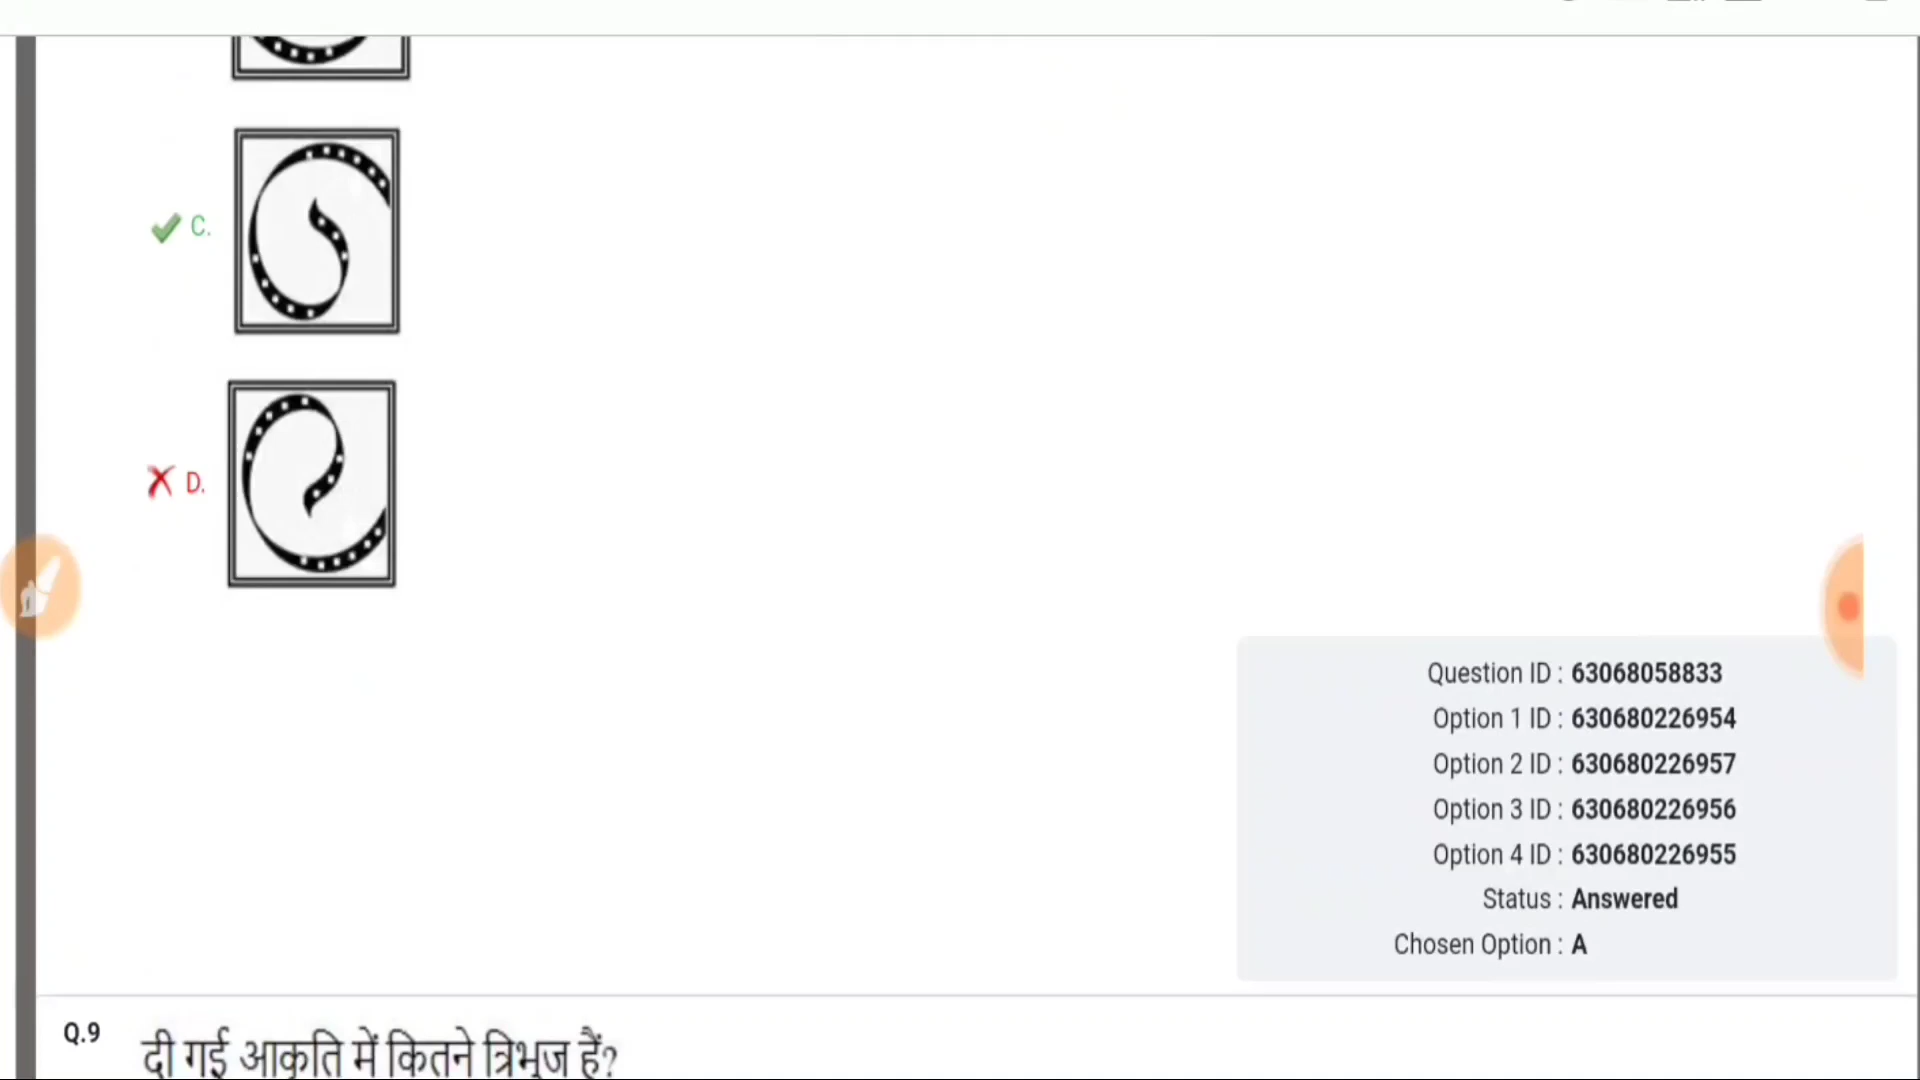 C.
D.
Question ID : 63068058833
Option 1 ID : 630680226954
Option 2 ID : 630680226957
Option 3 ID : 630680226956
Option 4 ID : 630680226955
Status : Answered
Chosen Option : A
Q.9 दी गई आकृति में कितने त्रिभुज हैं?